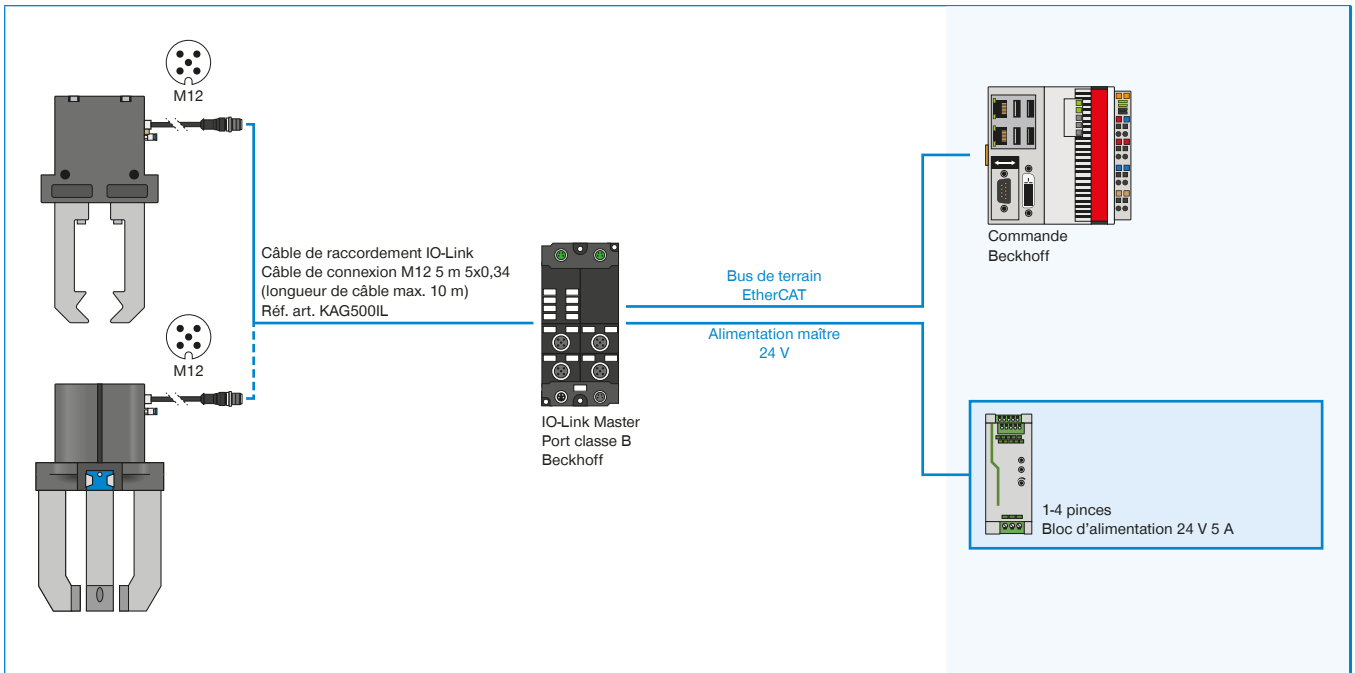 M12
Câble de raccordement IO-Link
Câble de connexion M12 5 m 5x0,34
(longueur de câble max. 10 m)
Réf. art. KAG500IL
M12
IO-Link Master
Port classe B
Beckhoff
Bus de terrain
EtherCAT
Alimentation maître
24 V
Commande
Beckhoff
1-4 pinces
Bloc d’alimentation 24 V 5 A